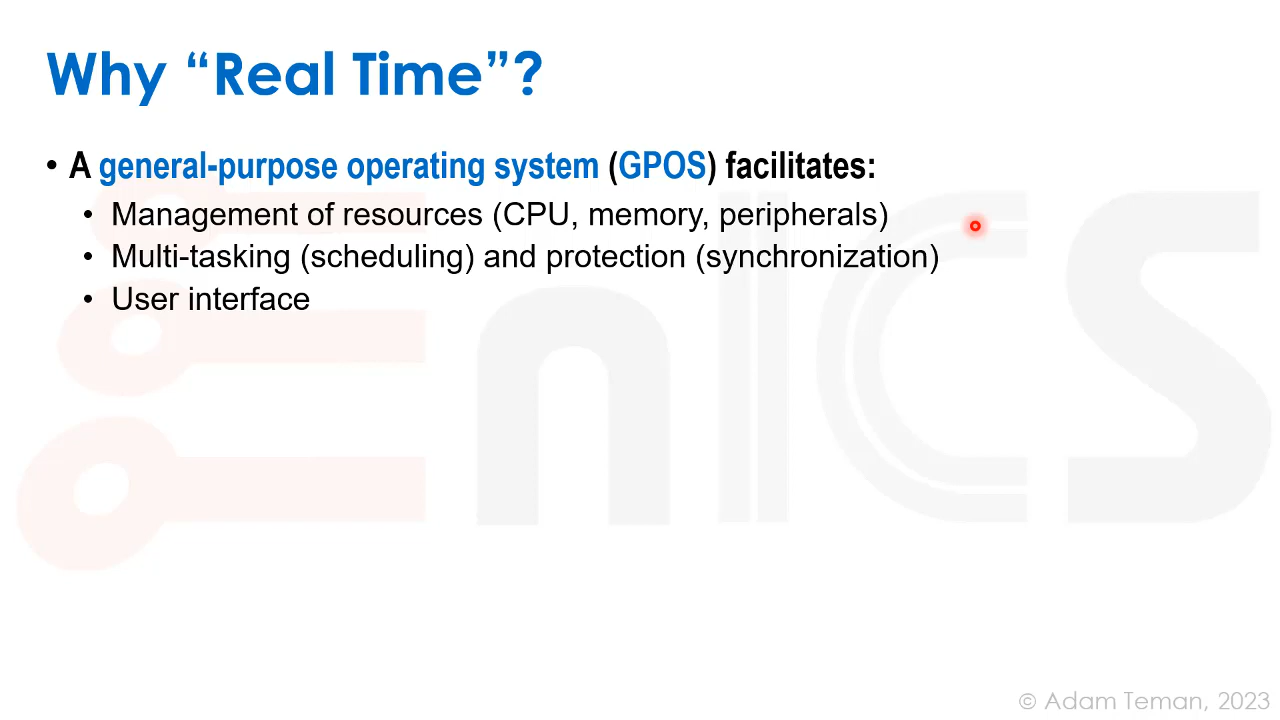 Why “Real Time”?
• A general-purpose operating system (GPOS) facilitates:
• Management of resources (CPU, memory, peripherals)
• Multi-tasking (scheduling) and protection (synchronization)
• User interface
EnICS
© Adam Teman, 2023